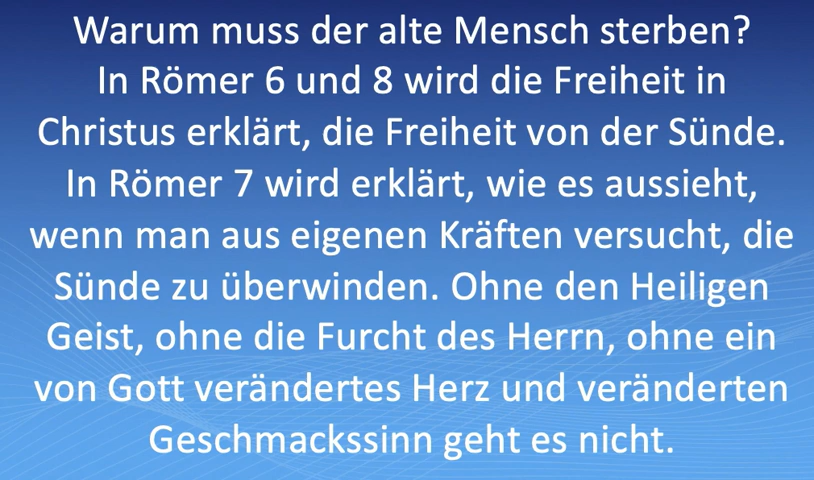 Warum muss der alte Mensch sterben?
In Römer 6 und 8 wird die Freiheit in
Christus erklärt, die Freiheit von der Sünde.
In Römer 7 wird erklärt, wie es aussieht,
wenn man aus eigenen Kräften versucht, die
Sünde zu überwinden. Ohne den Heiligen
Geist, ohne die Furcht des Herrn, ohne ein
von Gott verändertes Herz und veränderten
Geschmackssinn geht es nicht.